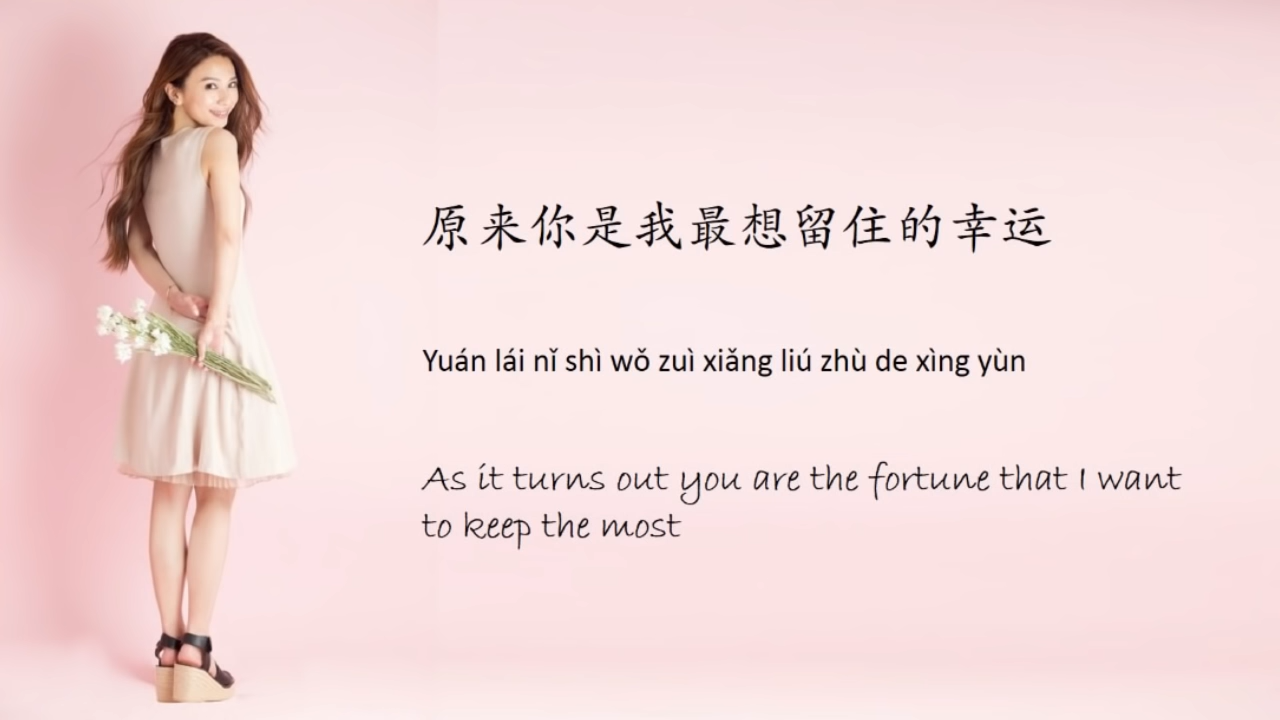 原来你是我最想留住的幸运
Yuán lái nǐ shì wǒ zuì xiǎng liú zhù de xìng yùn
As it turns out you are the fortune that I want
to keep the most